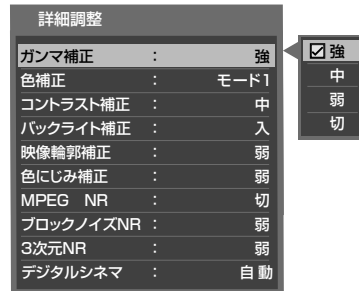 詳細調整
ガンマ補正 : 強
色補正 : モード1
コントラスト補正 : 中
バックライト補正 : 入
映像輪郭補正 : 弱
色にじみ補正 : 弱
MPEG NR : 切
ブロックノイズNR : 弱
3次元NR : 弱
デジタルシネマ : 自動
強
中
弱
切